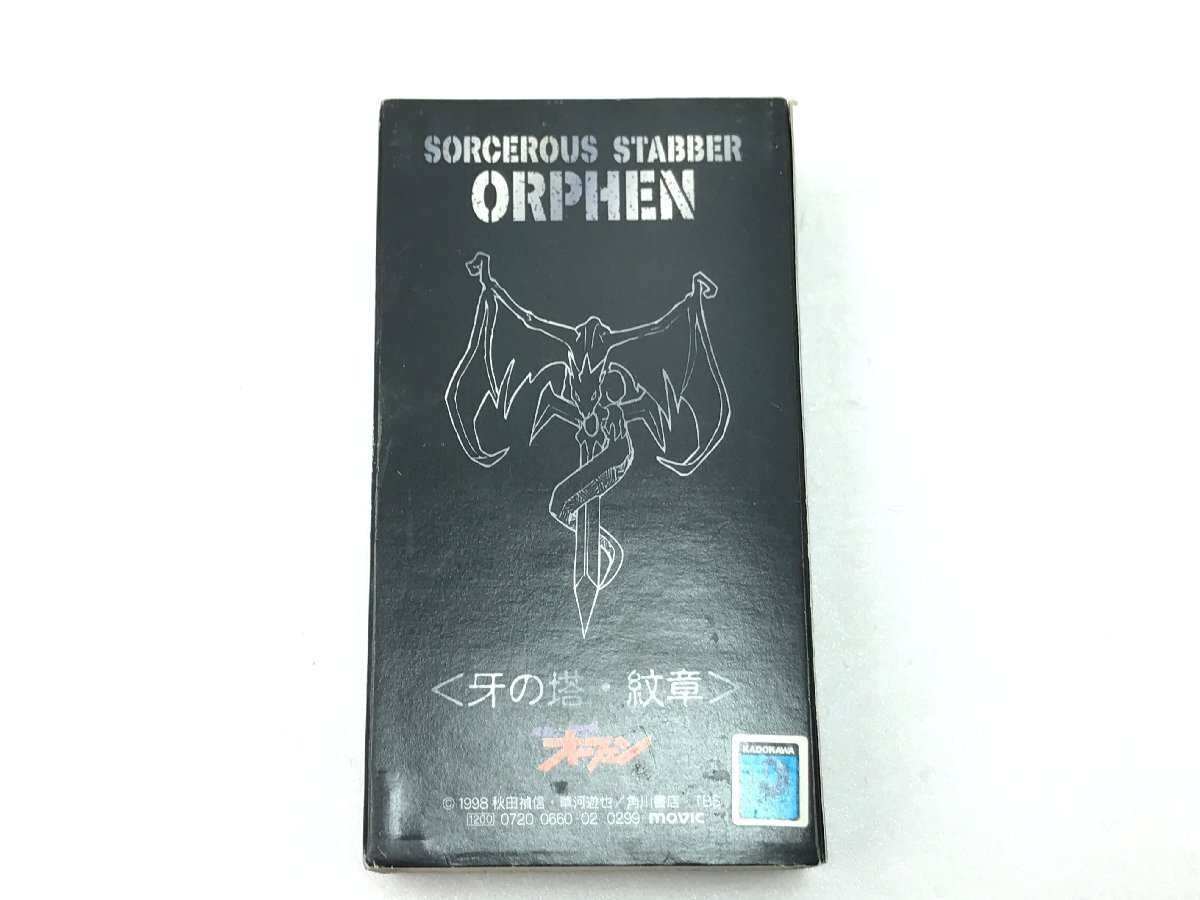 SORCEROUS STABBER
ORPHEN
<牙の塔・紋章>
オーフェン
© 1998 秋田禎信・草河遊也/角川書店 TBS
1200 0720 0660 02 0299 movic
KADOKAWA